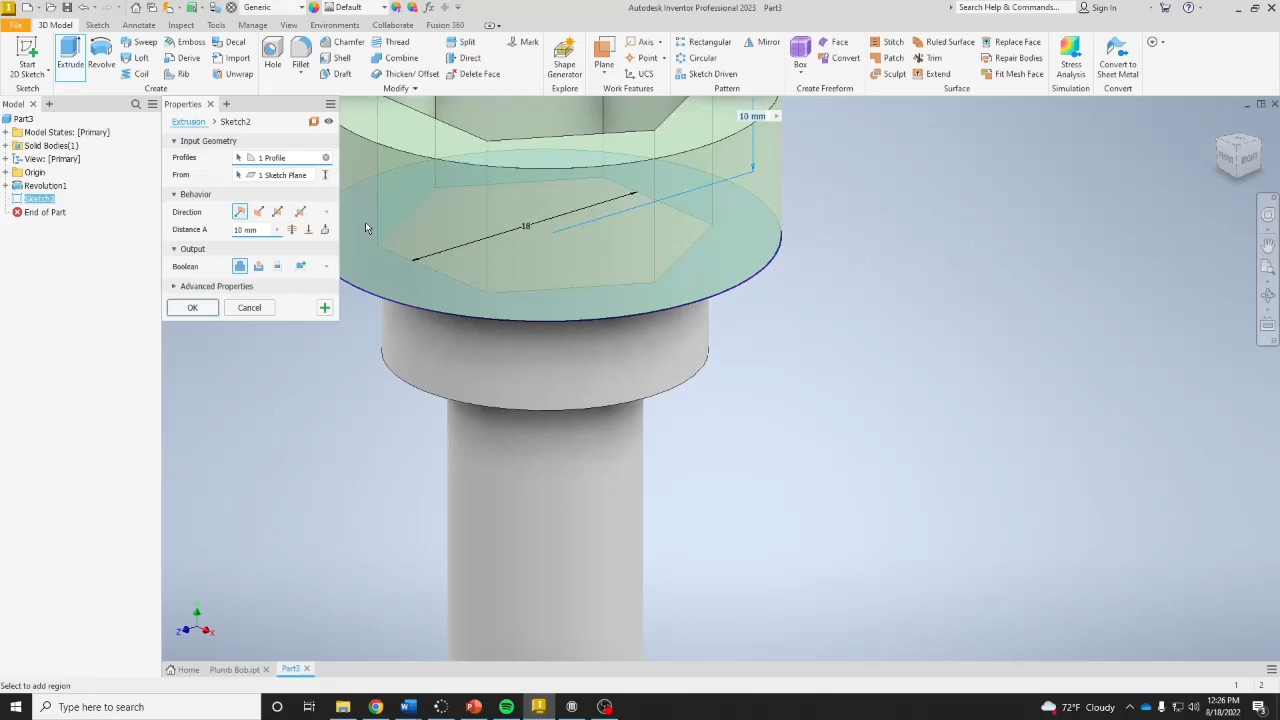 Generic
Default
Autodesk Inventor Professional 2023 Part3
Search Help & Commands...
Sign In
File
3D Model
Sketch
Annotate
Inspect
Tools
Manage
View
Environments
Collaborate
Fusion 360
Start
2D Sketch
Extrude
Revolve
Sweep
Loft
Coil
Emboss
Derive
Rib
Decal
Import
Unwrap
Hole
Fillet
Chamfer
Shell
Draft
Thread
Combine
Thicken/ Offset
Split
Direct
Delete Face
Mark
Shape
Generator
Plane
Axis
Point
UCS
Rectangular
Circular
Sketch Driven
Mirror
Box
Face
Convert
Stitch
Patch
Sculpt
Ruled Surface
Trim
Extend
Replace Face
Repair Bodies
Fit Mesh Face
Stress
Analysis
Convert to
Sheet Metal
Sketch
Create
Modify
Explore
Work Features
Pattern
Create Freeform
Surface
Simulation
Convert
Model
Part3
Model States: [Primary]
Solid Bodies(1)
View: [Primary]
Origin
Revolution1
Sketch2
End of Part
Properties
Extrusion > Sketch2
Input Geometry
Profiles
1 Profile
From
1 Sketch Plane
Behavior
Direction
Distance A
10 mm
Output
Boolean
Advanced Properties
OK
Cancel
10 mm
18
FRONT
RIGHT
Z
X
Home
Plumb Bob.ipt
Part3
Select to add region
1
2
Type here to search
72°F Cloudy
12:26 PM
8/18/2022